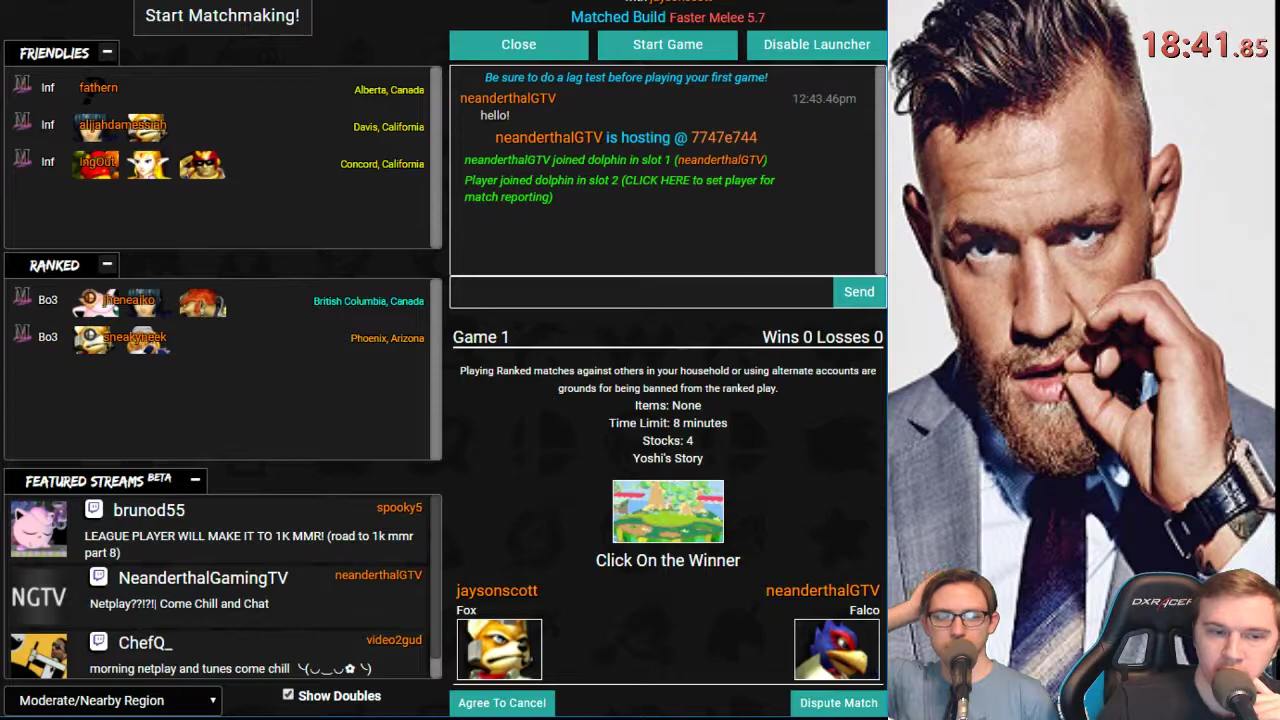 Start Matchmaking!
jaysonscott
Matched Build Faster Melee 5.7
Close
Start Game
Disable Launcher
18:41.85
FRIENDLIES
Inf
fathern
Alberta, Canada
Inf
alijahdamessiah
Davis, California
Inf
IngOut
Concord, California
Be sure to do a lag test before playing your first game!
neanderthalGTV
12:43.46pm
hello!
neanderthalGTV is hosting @ 7747e744
neanderthalGTV joined dolphin in slot 1 (neanderthalGTV)
Player joined dolphin in slot 2 (CLICK HERE to set player for
match reporting)
Send
RANKED
Bo3
jheneaiko
British Columbia, Canada
Bo3
sneakyheek
Phoenix, Arizona
Game 1
Wins 0 Losses 0
Playing Ranked matches against others in your household or using alternate accounts are
grounds for being banned from the ranked play.
Items: None
Time Limit: 8 minutes
Stocks: 4
Yoshi's Story
Click On the Winner
jaysonscott
Fox
neanderthalGTV
Falco
Agree To Cancel
Dispute Match
FEATURED STREAMS BETA
brunod55
spooky5
LEAGUE PLAYER WILL MAKE IT TO 1K MMR! (road to 1k mmr
part 8)
NGTV
NeanderthalGamingTV
neanderthalGTV
Netplay??!?!| Come Chill and Chat
ChefQ_
video2gud
morning netplay and tunes come chill ╰(◡‿◡✿╰)
Moderate/Nearby Region
Show Doubles
DXRACER